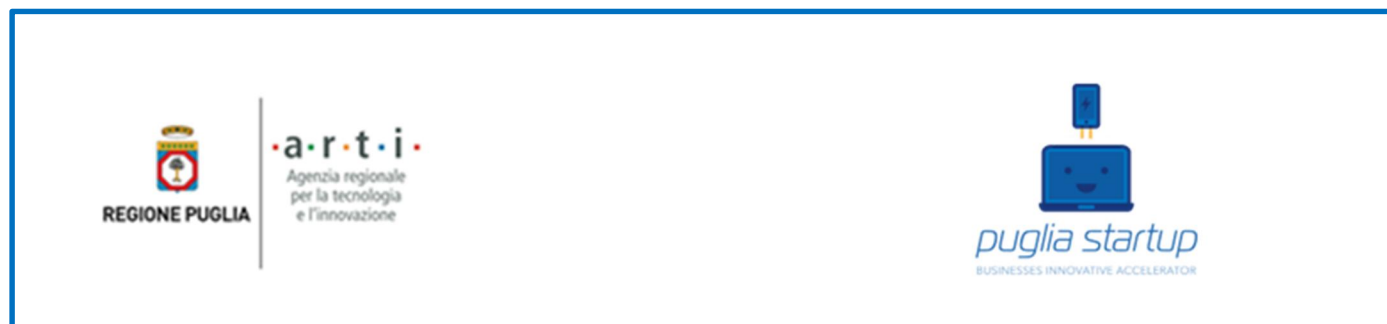 REGIONE PUGLIA
·a·r·t·i·
Agenzia regionale
per la tecnologia
e l'innovazione
puglia startup
BUSINESSES INNOVATIVE ACCELERATOR